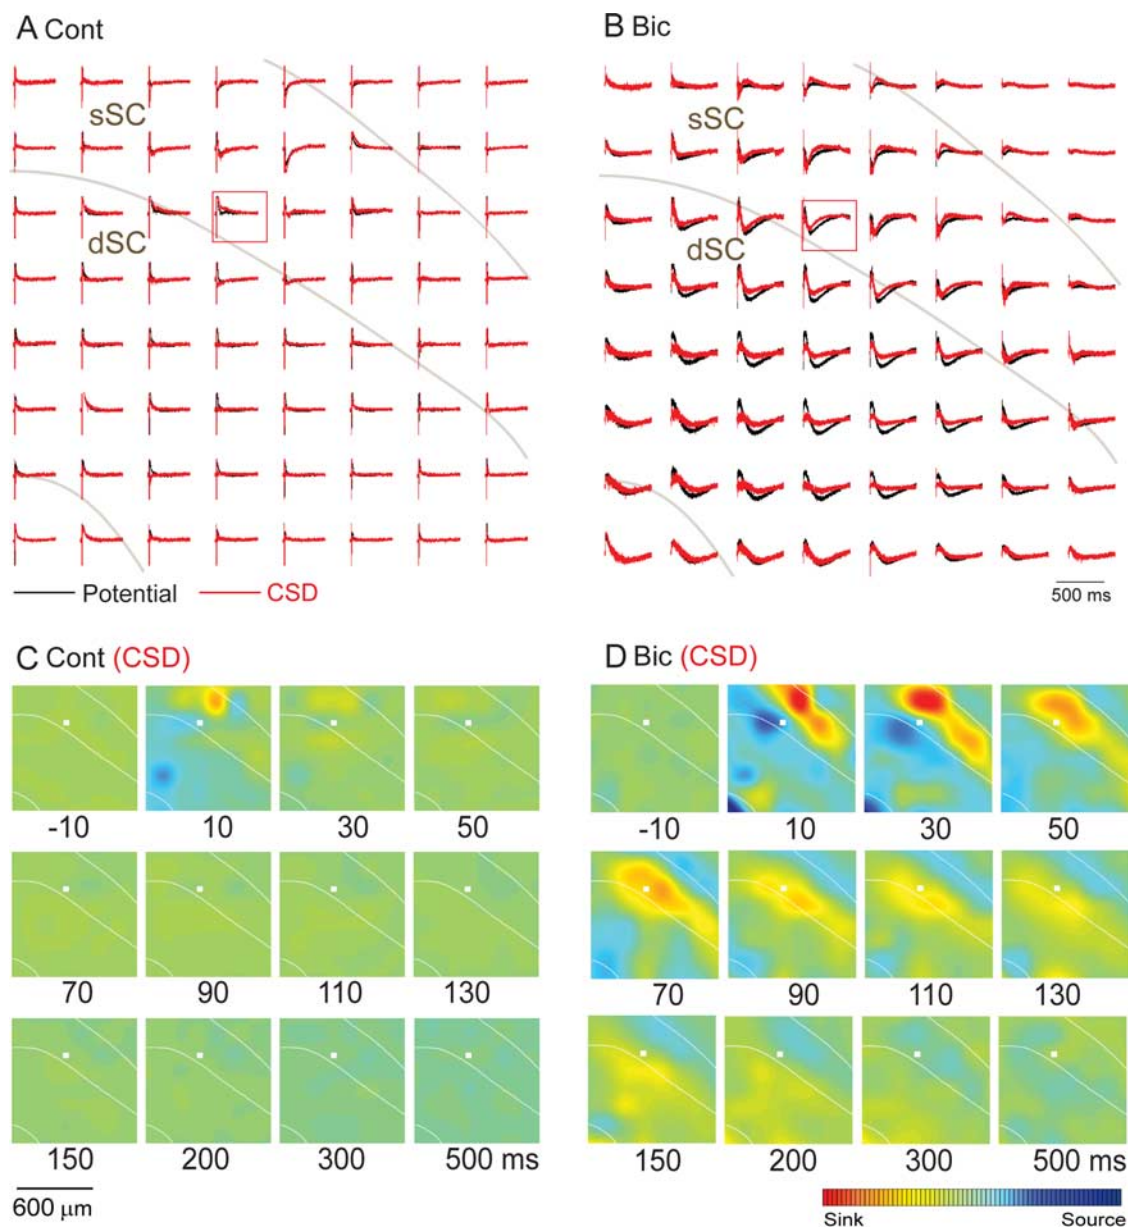 A Cont
B Bic
sSC
dSC
sSC
dSC
Potential CSD
500 ms
C Cont (CSD)
D Bic (CSD)
-10 10 30 50
-10 10 30 50
70 90 110 130
70 90 110 130
150 200 300 500 ms
150 200 300 500 ms
600 μm
Sink Source